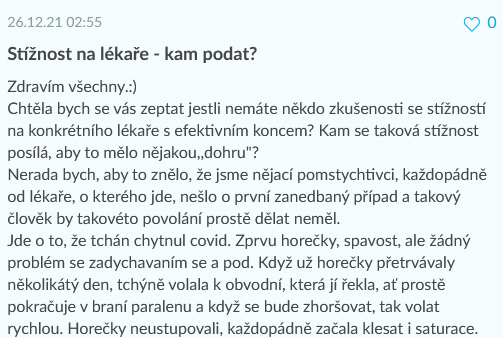 26.12.21 02:55
0
Stížnost na lékaře - kam podat?
Zdravím všechny.:)
Chtěla bych se vás zeptat jestli nemáte někdo zkušenosti se stížností
na konkrétního lékaře s efektivním koncem? Kam se taková stížnost
posílá, aby to mělo nějakou,,dohru"?
Nerada bych, aby to znělo, že jsme nějací pomstychtivci, každopádně
od lékaře, o kterého jde, nešlo o první zanedbaný případ a takový
člověk by takovéto povolání prostě dělat neměl.
Jde o to, že tchán chytnul covid. Zprvu horečky, spavost, ale žádný
problém se zadychavaním se a pod. Když už horečky přetrvávaly
několikátý den, tchýně volala k obvodní, která jí řekla, ať prostě
pokračuje v braní paralenu a když se bude zhoršovat, tak volat
rychlou. Horečky neustupovali, každopádně začala klesat i saturace.